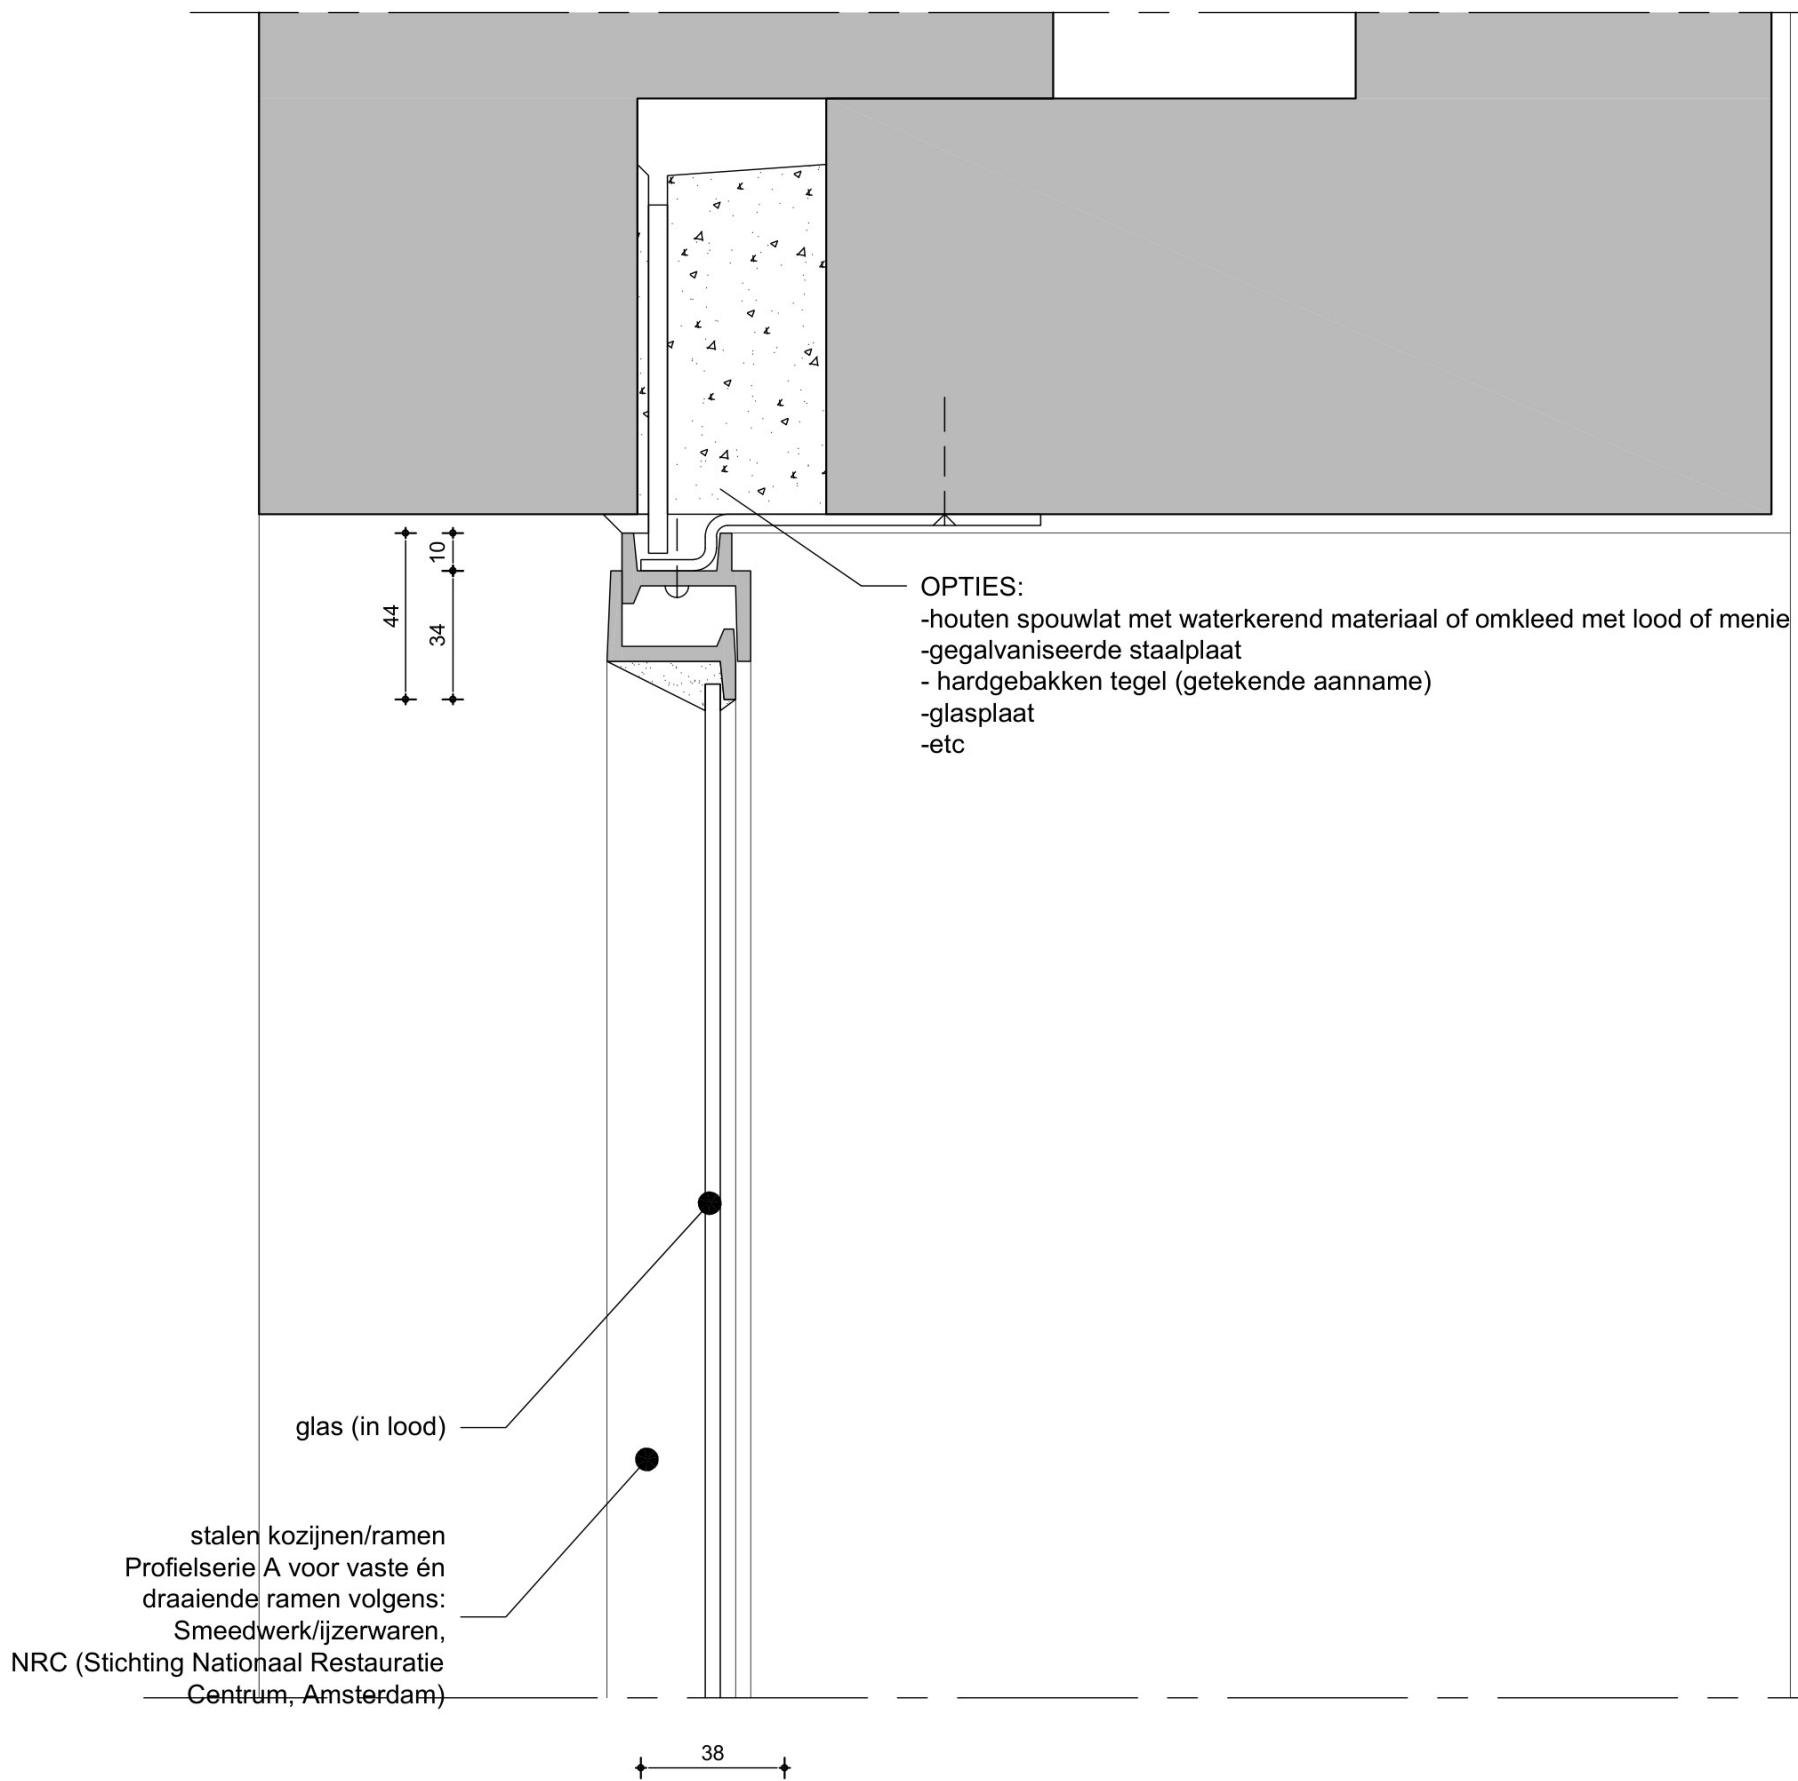 10
44
34
OPTIES:
-houten spouwlat met waterkerend materiaal of omkleed met lood of menie
-gegalvaniseerde staalplaat
- hardgebakken tegel (getekende aanname)
-glasplaat
-etc
glas (in lood)
stalen kozijnen/ramen
Profielserie A voor vaste én
draaiende ramen volgens:
Smeedwerk/ijzerwaren,
NRC (Stichting Nationaal Restauratie
Centrum, Amsterdam)
38